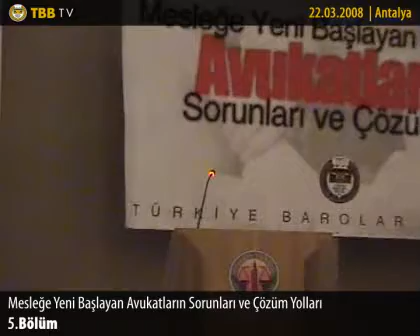 TBB TV
22.03.2008 | Antalya
Mesleğe Yeni Başlayan
Avukatlar
Sorunları ve Çözü
TÜRKİYE BAROLAR
Mesleğe Yeni Başlayan Avukatların Sorunları ve Çözüm Yolları
5.Bölüm